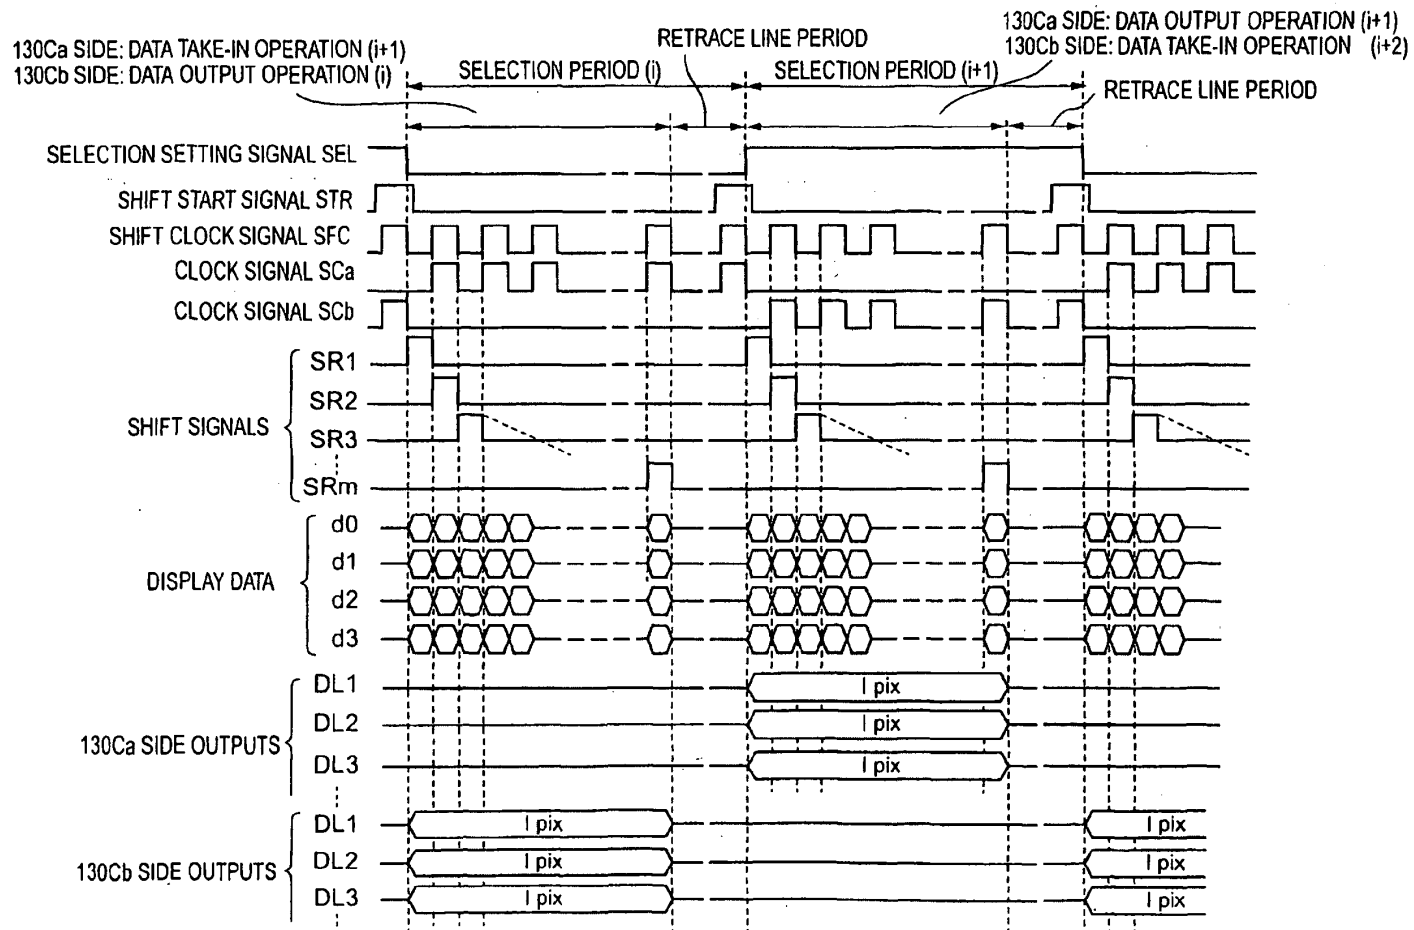 130Ca SIDE: DATA TAKE-IN OPERATION (i+1)
130Cb SIDE: DATA OUTPUT OPERATION (i)
RETRACE LINE PERIOD
130Ca SIDE: DATA OUTPUT OPERATION (i+1)
130Cb SIDE: DATA TAKE-IN OPERATION (i+2)
SELECTION PERIOD (i)
SELECTION PERIOD (i+1)
RETRACE LINE PERIOD
SELECTION SETTING SIGNAL SEL
SHIFT START SIGNAL STR
SHIFT CLOCK SIGNAL SFC
CLOCK SIGNAL SCa
CLOCK SIGNAL SCb
SHIFT SIGNALS
SR1
SR2
SR3
SRm
DISPLAY DATA
d0
d1
d2
d3
130Ca SIDE OUTPUTS
DL1 I pix
DL2 I pix
DL3 I pix
130Cb SIDE OUTPUTS
DL1 I pix I pix
DL2 I pix I pix
DL3 I pix I pix